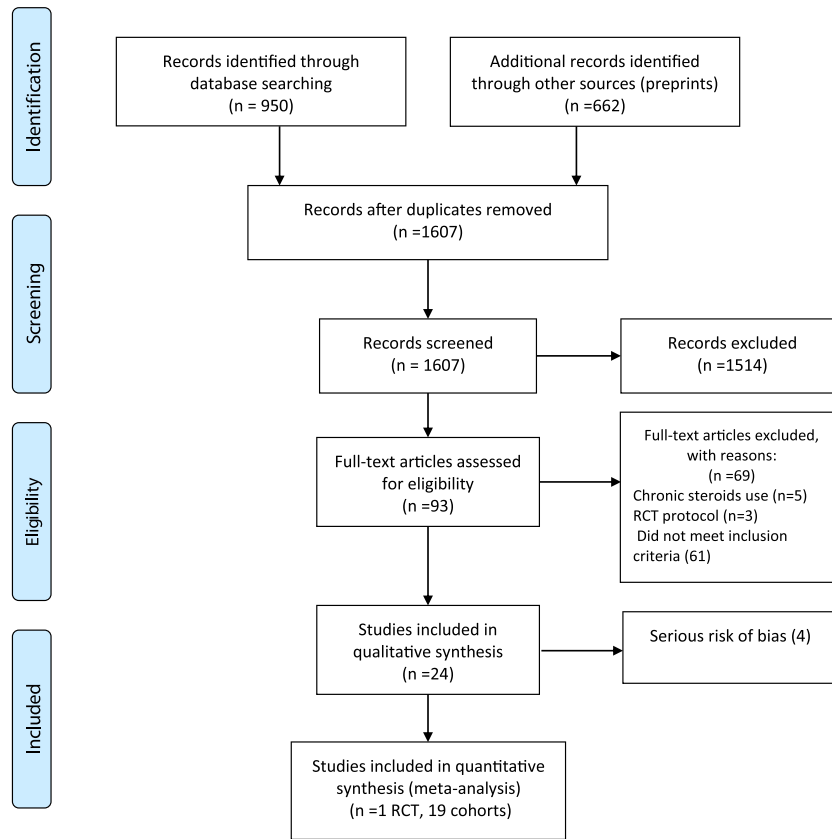 Identification
Records identified through
database searching
(n = 950)
Additional records identified
through other sources (preprints)
(n =662)
Records after duplicates removed
(n =1607)
Screening
Records screened
(n = 1607)
Records excluded
(n =1514)
Eligibility
Full-text articles assessed
for eligibility
(n =93)
Full-text articles excluded,
with reasons:
(n =69)
Chronic steroids use (n=5)
RCT protocol (n=3)
Did not meet inclusion
criteria (61)
Included
Studies included in
qualitative synthesis
(n =24)
Serious risk of bias (4)
Studies included in quantitative
synthesis (meta-analysis)
(n =1 RCT, 19 cohorts)